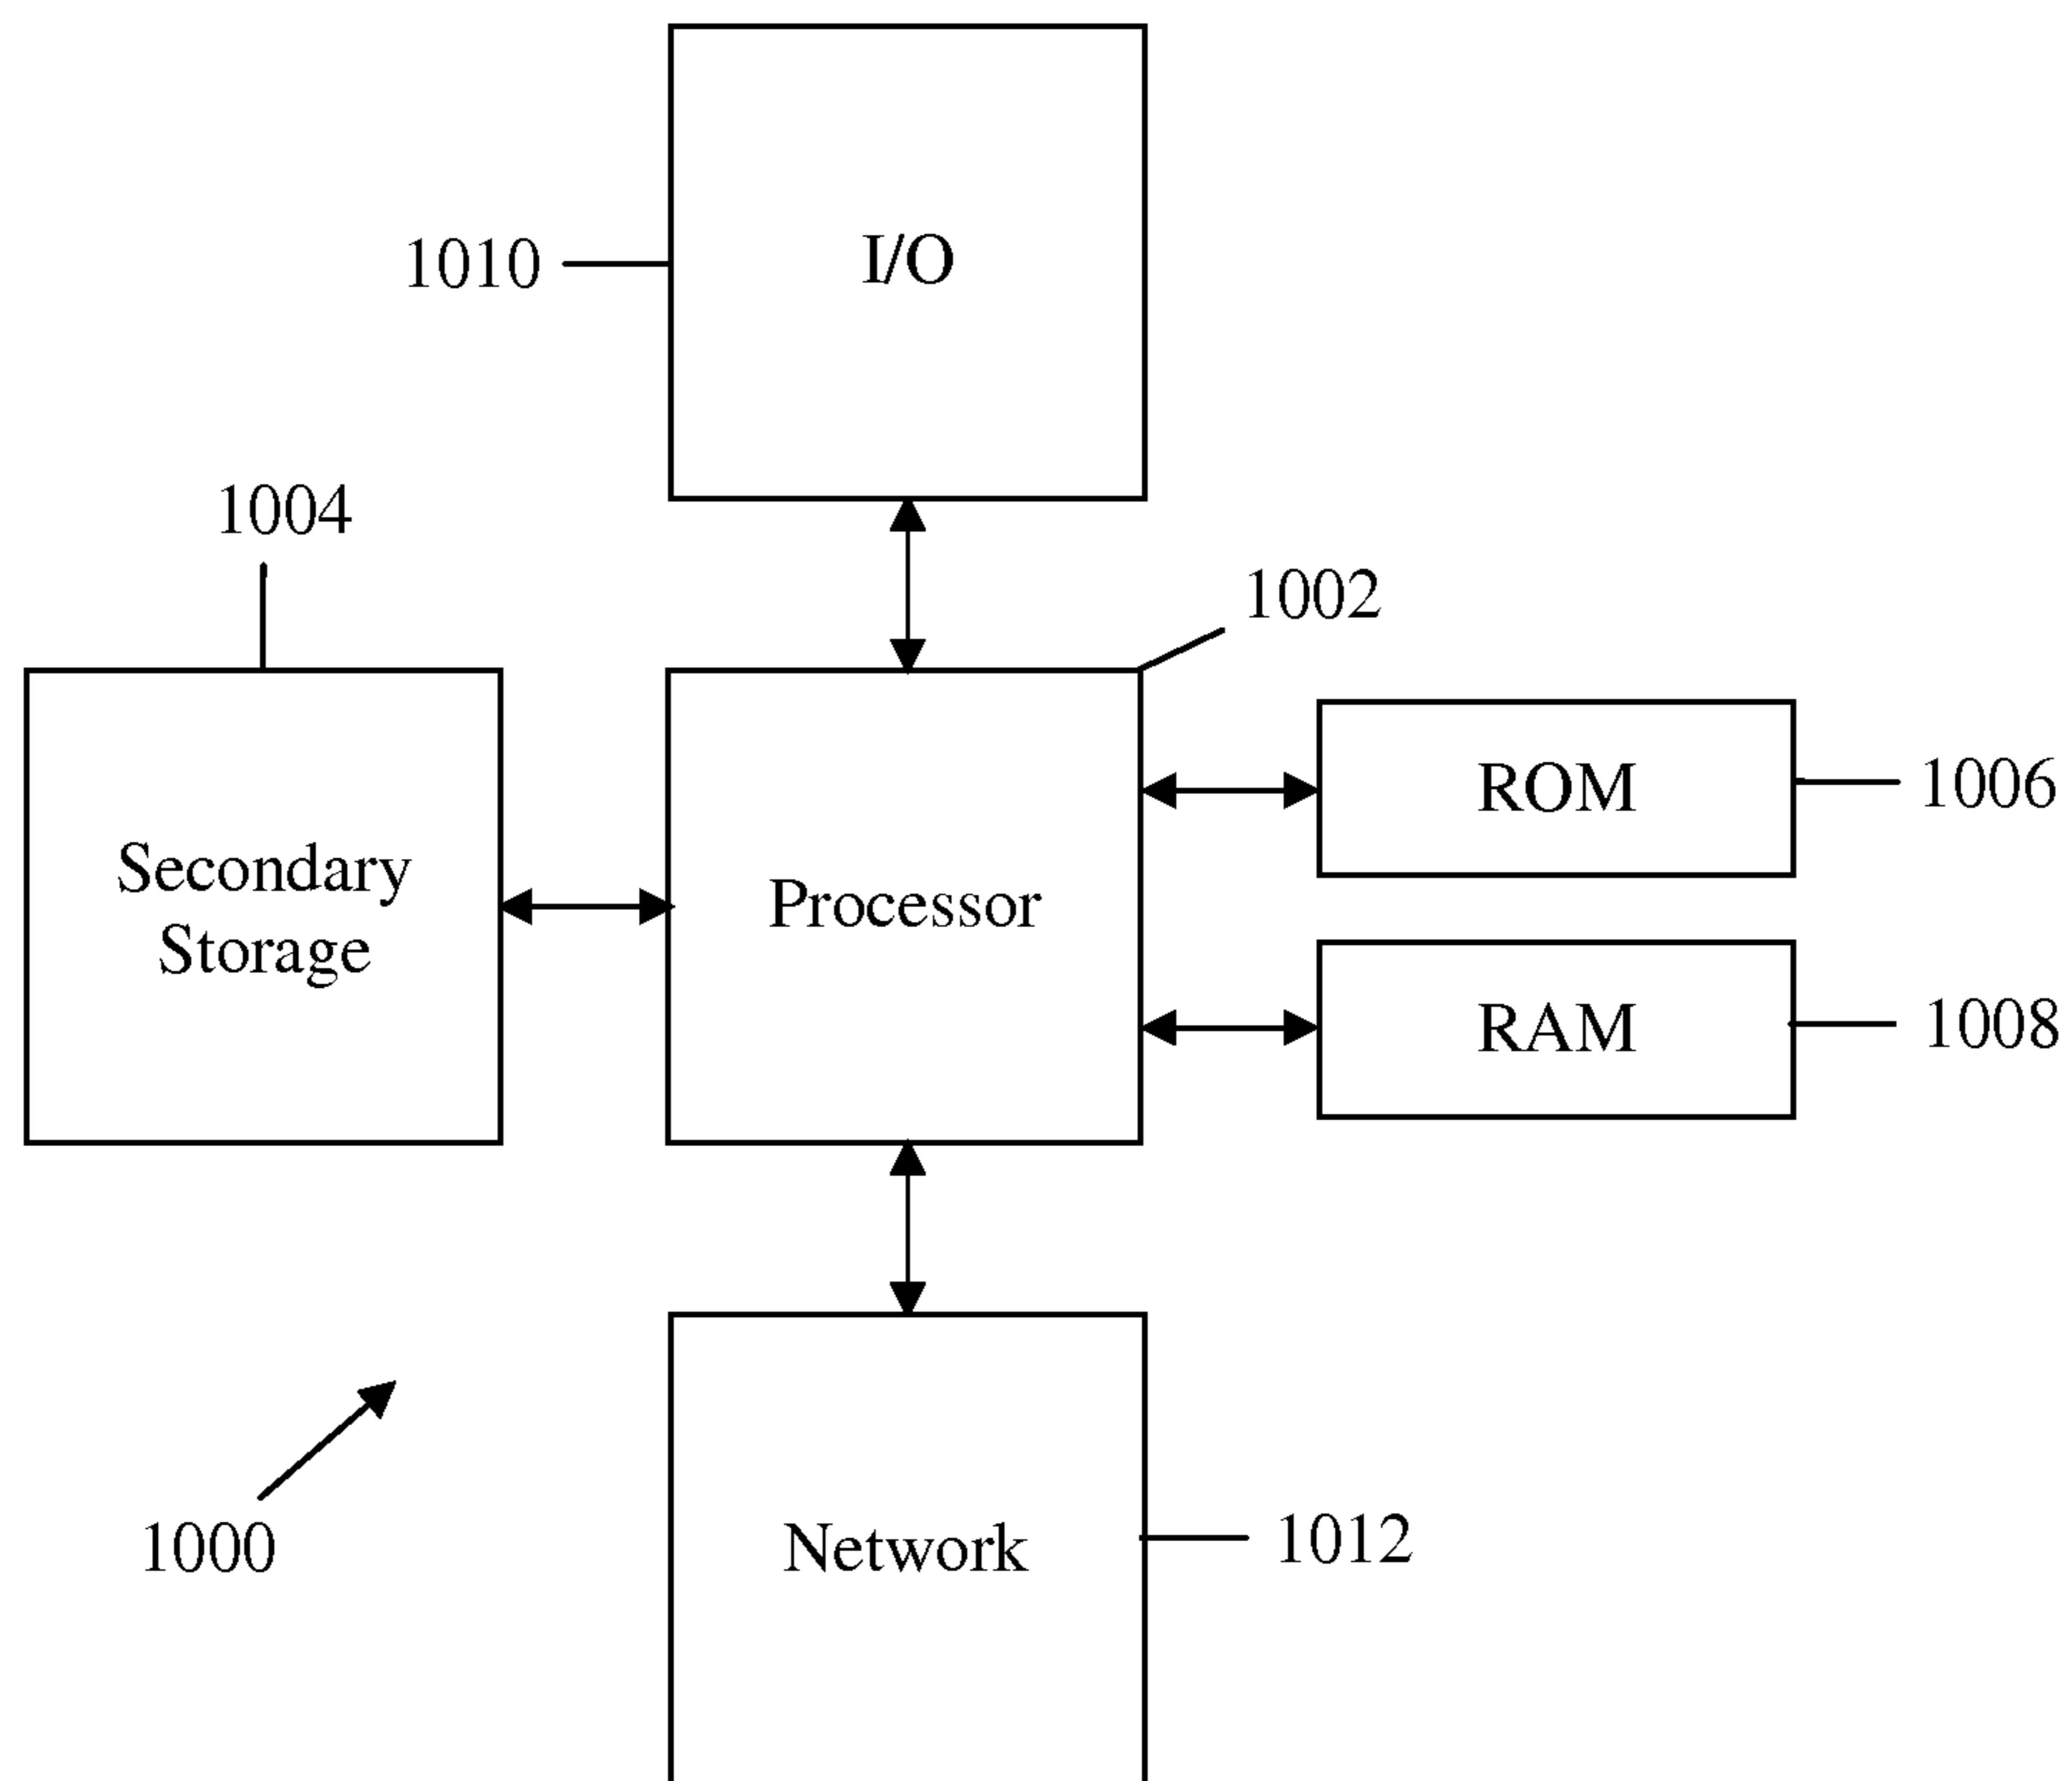 I/O
1010
1004
1002
ROM
1006
Secondary
Storage
Processor
RAM
1008
Network
1012
1000